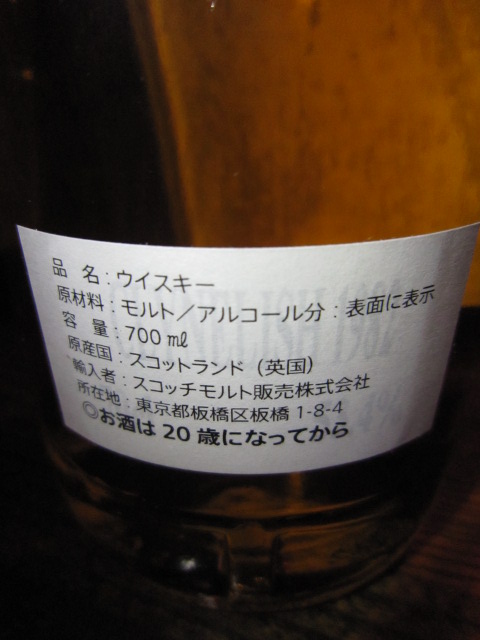 品 名：ウイスキー
原材料：モルト／アルコール分：表面に表示
容 量：700㎖
原産国：スコットランド（英国）
輸入者：スコッチモルト販売株式会社
所在地：東京都板橋区板橋1-8-4
◎お酒は20歳になってから